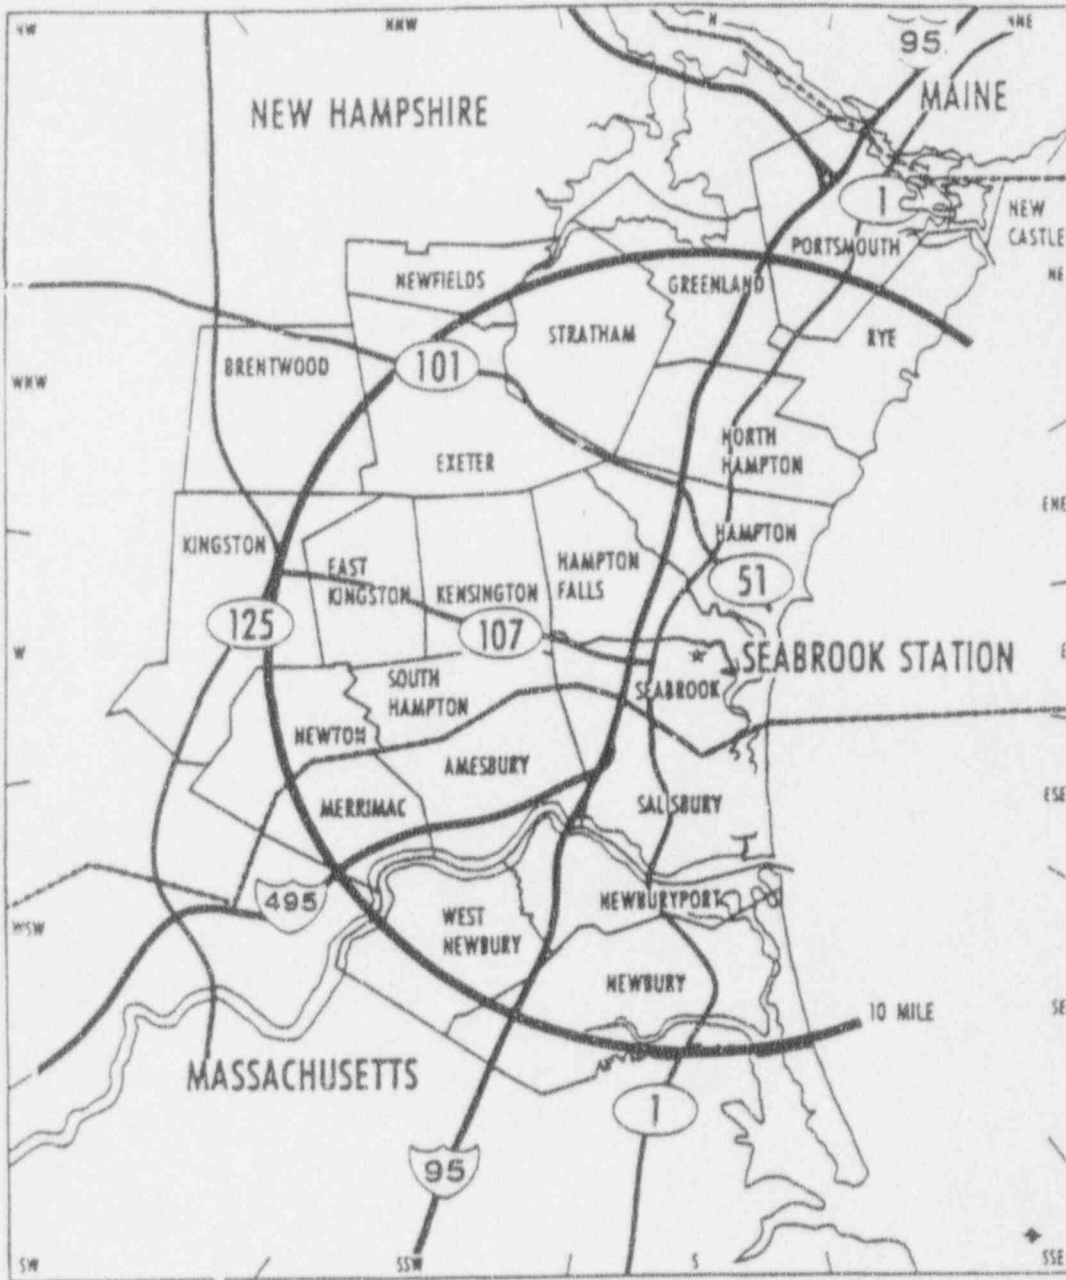 NW
NNW
N
NNE
95
NEW HAMPSHIRE
MAINE
1
NEW
CASTLE
PORTSMOUTH
NE
NEWFIELDS
GREENLAND
STRATHAM
RYE
BRENTWOOD
101
WNW
NORTH
HAMPTON
EXETER
ENE
HAMPTON
KINGSTON
HAMPTON
FALLS
EAST
KINGSTON
KENSINGTON
51
125
107
W
SEABROOK STATION
E
SEABROOK
SOUTH
HAMPTON
NEWTON
AMESBURY
ESE
MERRIMAC
SALISBURY
495
NEWBURYPORT
WEST
NEWBURY
WSW
NEWBURY
SE
10 MILE
MASSACHUSETTS
1
95
SW
SSW
S
SSE